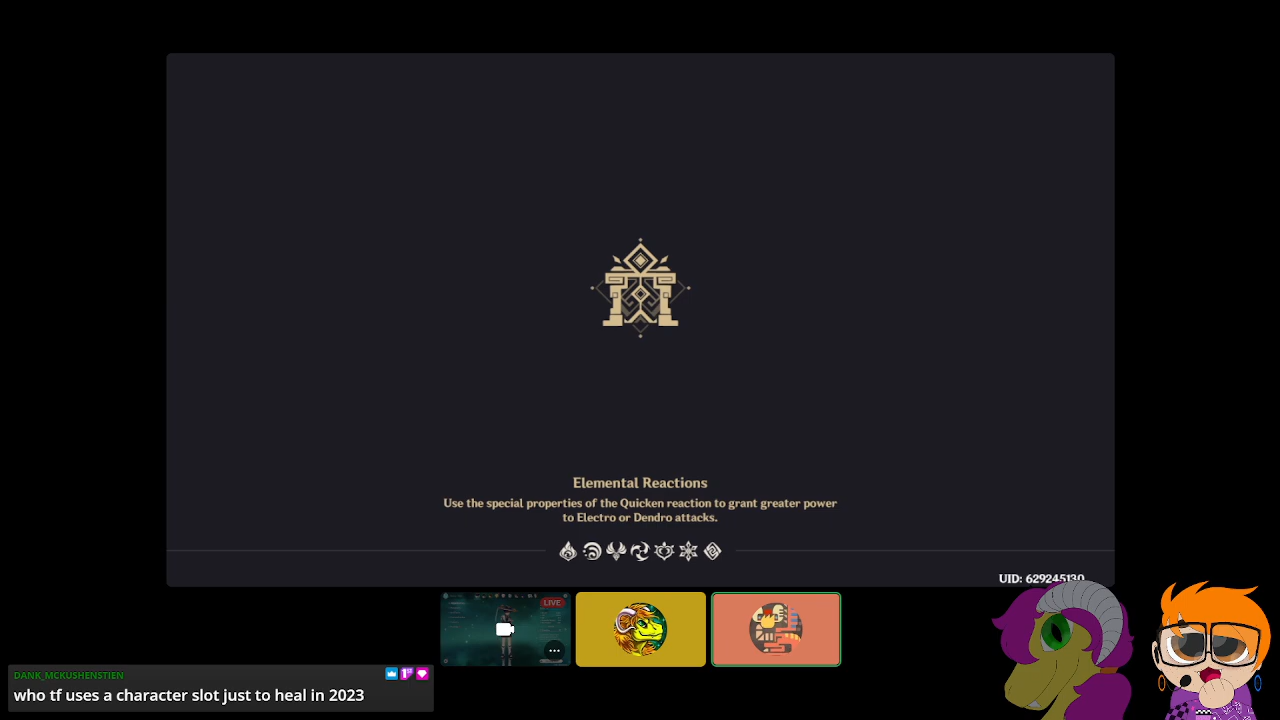 Elemental Reactions
Use the special properties of the Quicken reaction to grant greater power
to Electro or Dendro attacks.
UID: 629245130
LIVE
DANK_MCKUSHENSTIEN
who tf uses a character slot just to heal in 2023